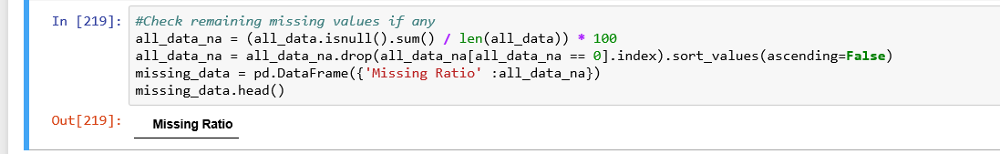 In [219]: #Check remaining missing values if any
all_data_na = (all_data.isnull().sum() / len(all_data)) * 100
all_data_na = all_data_na.drop(all_data_na[all_data_na == 0].index).sort_values(ascending=False)
missing_data = pd.DataFrame({'Missing Ratio' :all_data_na})
missing_data.head()
Out[219]: Missing Ratio